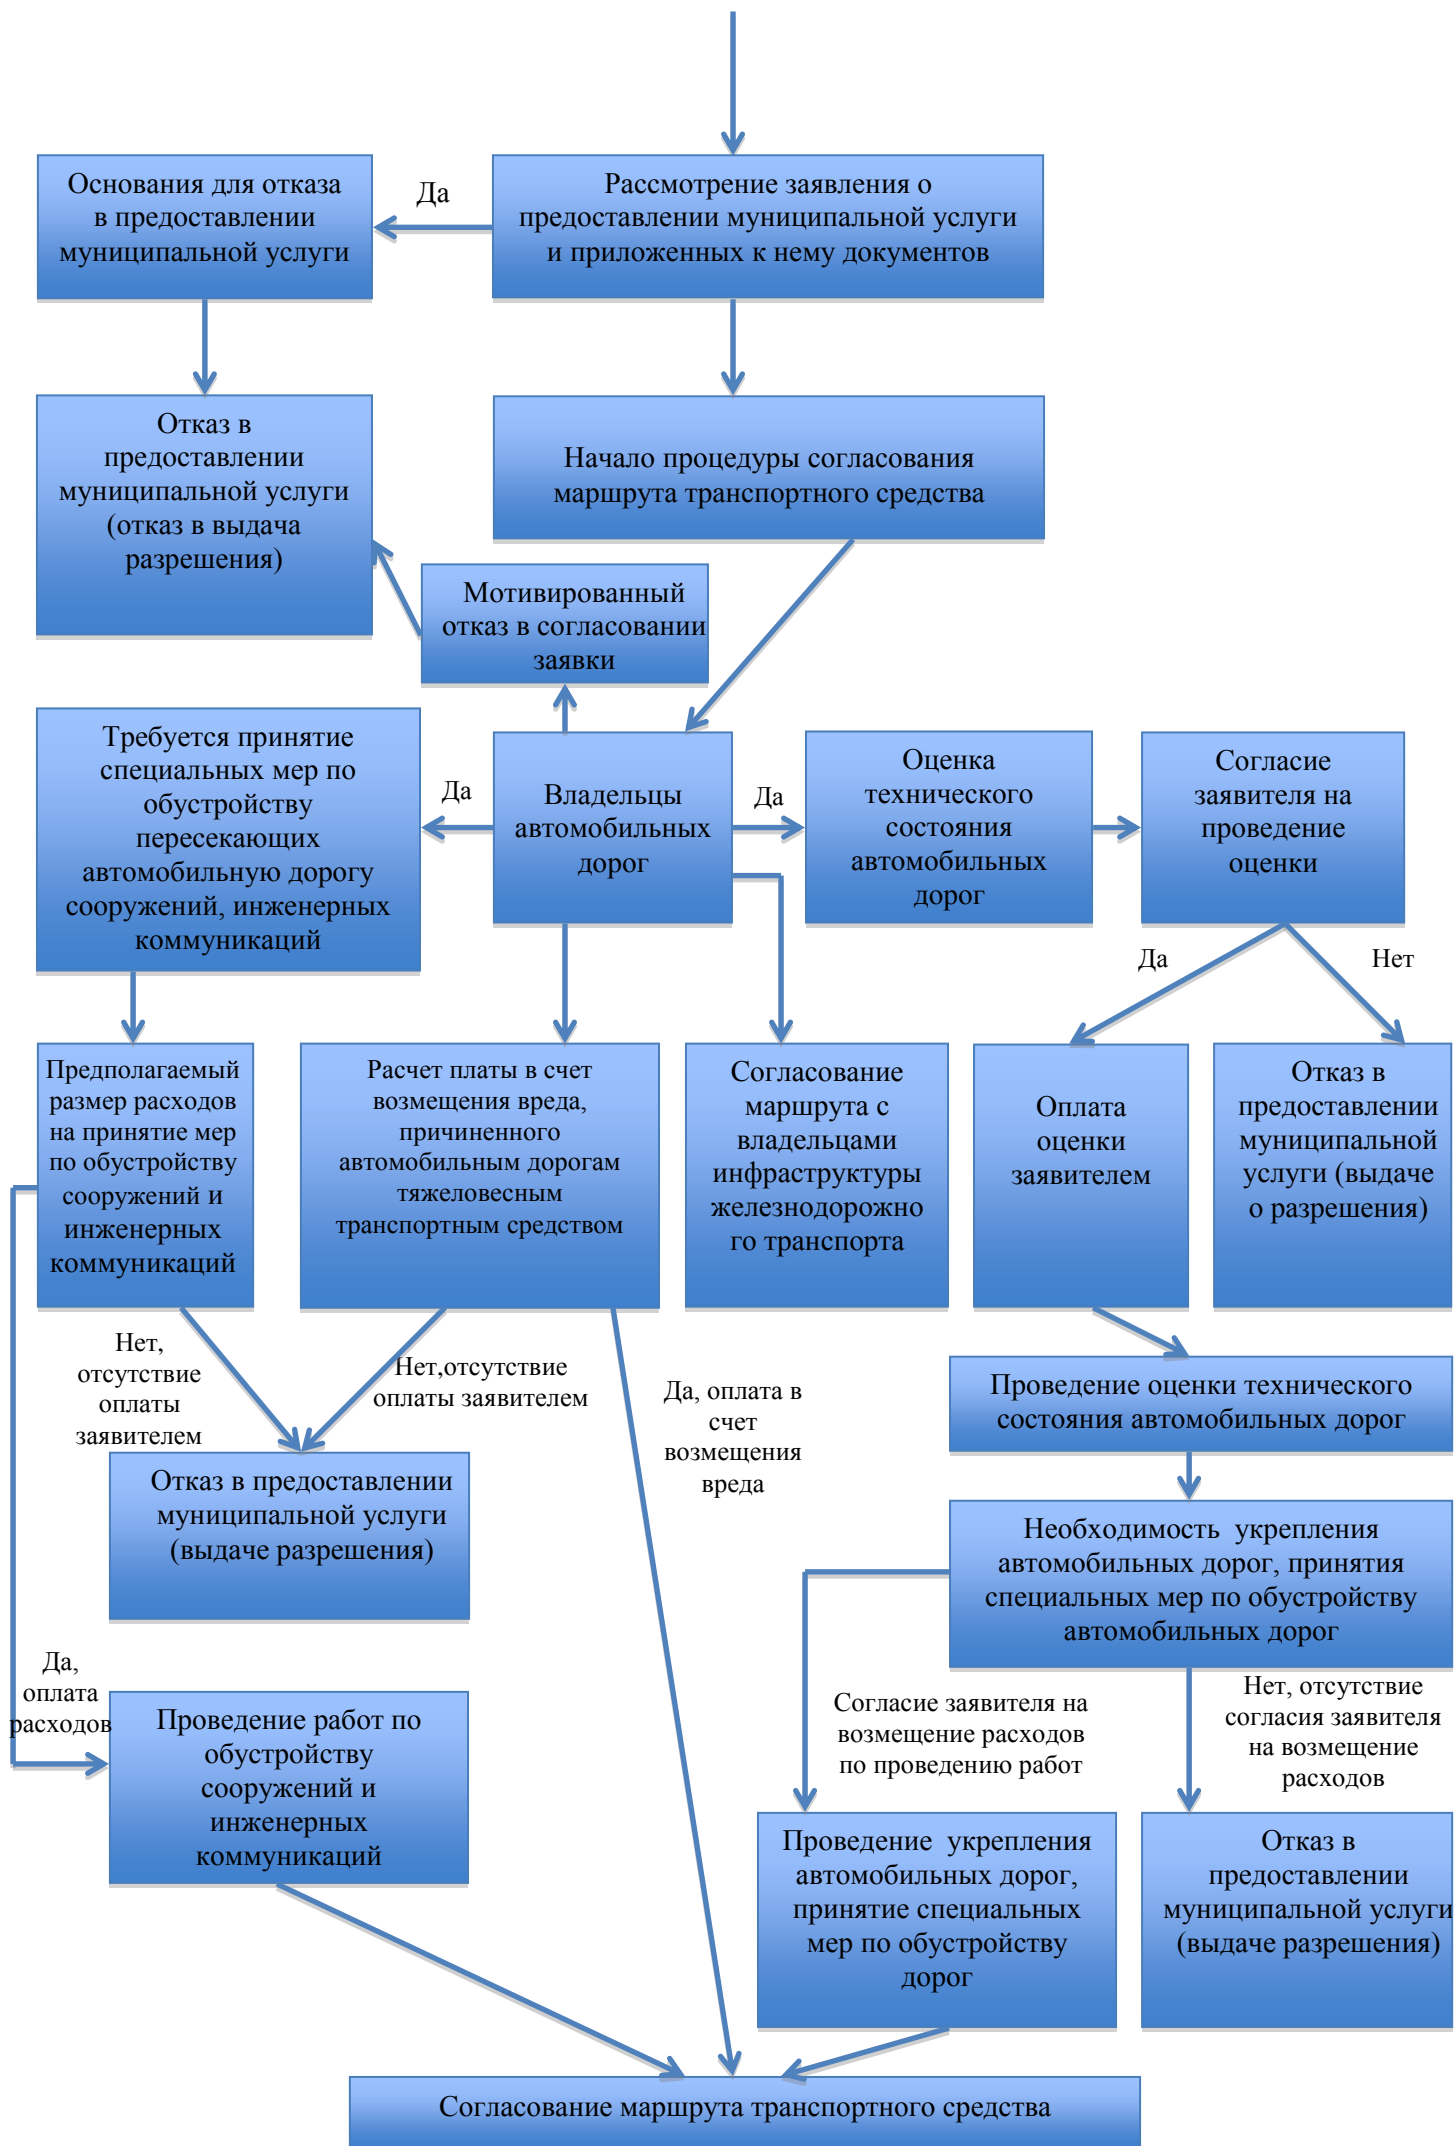 Основания для отказа
в предоставлении
муниципальной услуги
Да
Рассмотрение заявления о
предоставлении муниципальной услуги
и приложенных к нему документов
Отказ в
предоставлении
муниципальной услуги
(отказ в выдача
разрешения)
Начало процедуры согласования
маршрута транспортного средства
Мотивированный
отказ в согласовании
заявки
Требуется принятие
специальных мер по
обустройству
пересекающих
автомобильную дорогу
сооружений, инженерных
коммуникаций
Да
Владельцы
автомобильных
дорог
Да
Оценка
технического
состояния
автомобильных
дорог
Согласие
заявителя на
проведение
оценки
Да
Нет
Предполагаемый
размер расходов
на принятие мер
по обустройству
сооружений и
инженерных
коммуникаций
Расчет платы в счет
возмещения вреда,
причиненного
автомобильным дорогам
тяжеловесным
транспортным средством
Согласование
маршрута с
владельцами
инфраструктуры
железнодорожно
го транспорта
Оплата
оценки
заявителем
Отказ в
предоставлении
муниципальной
услуги (выдаче
о разрешения)
Нет,
отсутствие
оплаты
заявителем
Нет,отсутствие
оплаты заявителем
Да, оплата в
счет
возмещения
вреда
Проведение оценки технического
состояния автомобильных дорог
Отказ в предоставлении
муниципальной услуги
(выдаче разрешения)
Необходимость укрепления
автомобильных дорог, принятия
специальных мер по обустройству
автомобильных дорог
Да,
оплата
расходов
Проведение работ по
обустройству
сооружений и
инженерных
коммуникаций
Согласие заявителя на
возмещение расходов
по проведению работ
Нет, отсутствие
согласия заявителя
на возмещение
расходов
Проведение укрепления
автомобильных дорог,
принятие специальных
мер по обустройству
дорог
Отказ в
предоставлении
муниципальной услуги
(выдаче разрешения)
Согласование маршрута транспортного средства